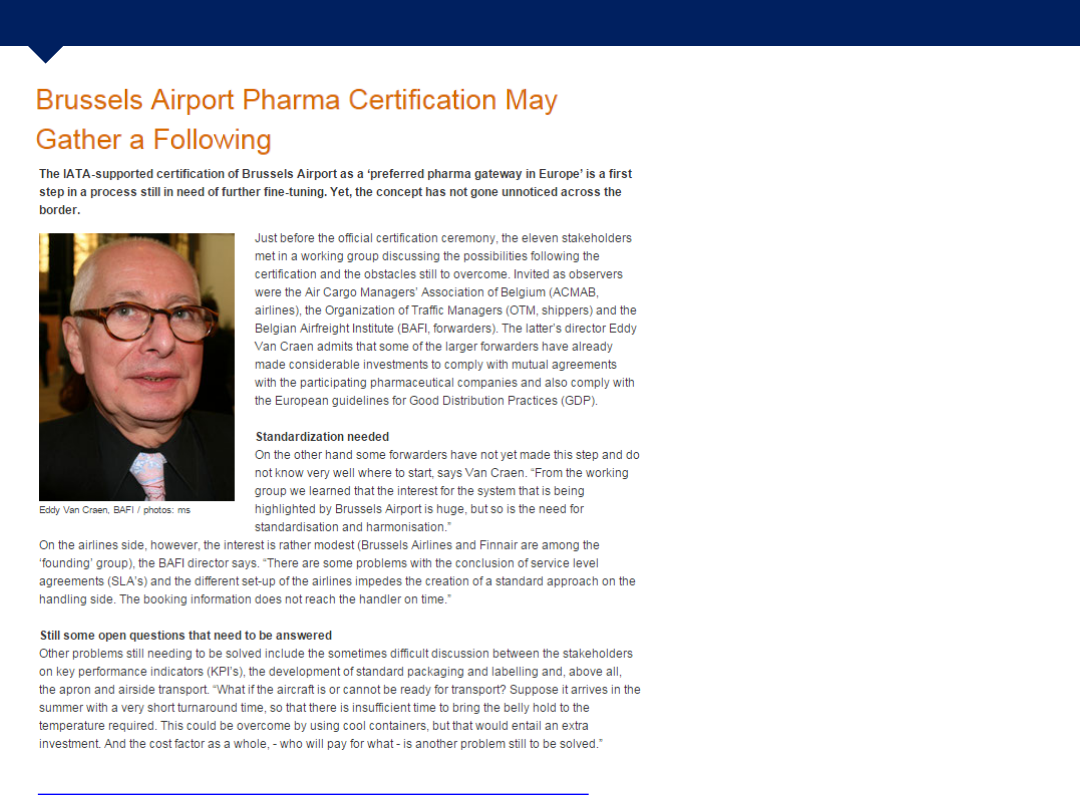 Brussels Airport Pharma Certification May
Gather a Following
The IATA-supported certification of Brussels Airport as a ‘preferred pharma gateway in Europe’ is a first
step in a process still in need of further fine-tuning. Yet, the concept has not gone unnoticed across the
border.
Just before the official certification ceremony, the eleven stakeholders
met in a working group discussing the possibilities following the
certification and the obstacles still to overcome. Invited as observers
were the Air Cargo Managers’ Association of Belgium (ACMAB,
airlines), the Organization of Traffic Managers (OTM, shippers) and the
Belgian Airfreight Institute (BAFI, forwarders). The latter’s director Eddy
Van Craen admits that some of the larger forwarders have already
made considerable investments to comply with mutual agreements
with the participating pharmaceutical companies and also comply with
the European guidelines for Good Distribution Practices (GDP).
Standardization needed
On the other hand some forwarders have not yet made this step and do
not know very well where to start, says Van Craen. “From the working
group we learned that the interest for the system that is being
highlighted by Brussels Airport is huge, but so is the need for
standardisation and harmonisation.”
Eddy Van Craen, BAFI / photos: ms
On the airlines side, however, the interest is rather modest (Brussels Airlines and Finnair are among the
‘founding’ group), the BAFI director says. “There are some problems with the conclusion of service level
agreements (SLA’s) and the different set-up of the airlines impedes the creation of a standard approach on the
handling side. The booking information does not reach the handler on time.”
Still some open questions that need to be answered
Other problems still needing to be solved include the sometimes difficult discussion between the stakeholders
on key performance indicators (KPI’s), the development of standard packaging and labelling and, above all,
the apron and airside transport. “What if the aircraft is or cannot be ready for transport? Suppose it arrives in the
summer with a very short turnaround time, so that there is insufficient time to bring the belly hold to the
temperature required. This could be overcome by using cool containers, but that would entail an extra
investment. And the cost factor as a whole, - who will pay for what - is another problem still to be solved.”